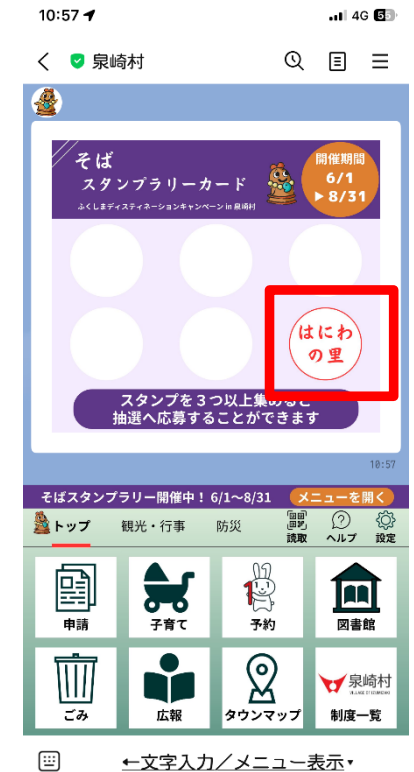 10:57
4G 55
泉崎村
そば
スタンプラリーカード
ふくしまディスティネーションキャンペーン in 泉崎村
開催期間
6/1
▶ 8/31
はにわ
の里
スタンプを３つ以上集めると
抽選へ応募することができます
10:57
そばスタンプラリー開催中！ 6/1～8/31
メニューを開く
トップ
観光・行事
防災
読取
ヘルプ
設定
申請
子育て
予約
図書館
ごみ
広報
タウンマップ
泉崎村
制度一覧
←文字入力／メニュー表示▾